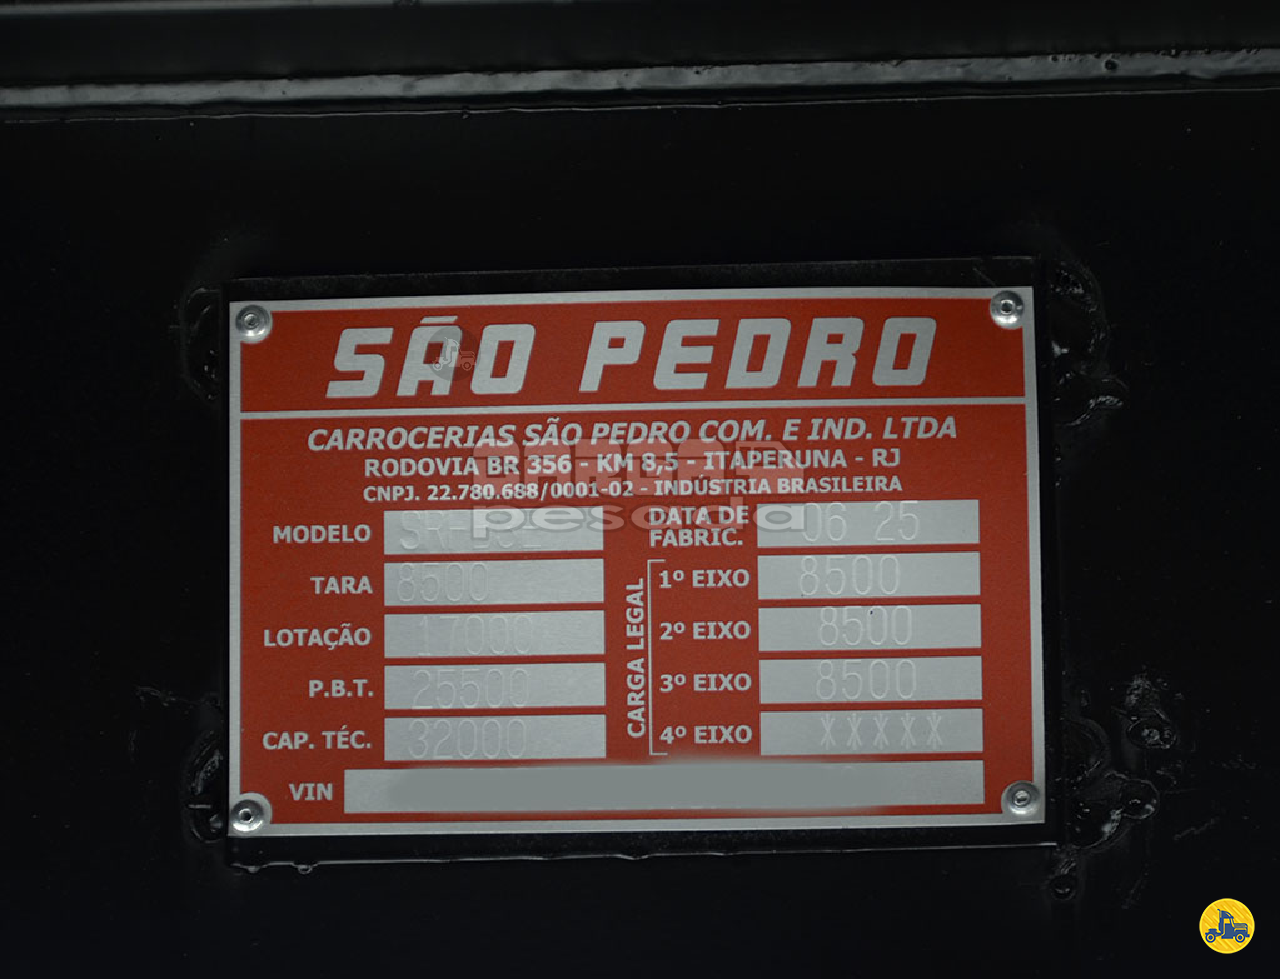 SÃO PEDRO
CARROCERIAS SÃO PEDRO COM. E IND. LTDA
RODOVIA BR 356 - KM 8,5 - ITAPERUNA - RJ
CNPJ. 22.780.688/0001-02 - INDÚSTRIA BRASILEIRA
MODELO
DATA DE FABRIC. 06 25
TARA 8500
LOTAÇÃO 17000
P.B.T. 25500
CAP. TÉC. 32000
CARGA LEGAL
1º EIXO 8500
2º EIXO 8500
3º EIXO 8500
4º EIXO XXXXX
VIN
pesada